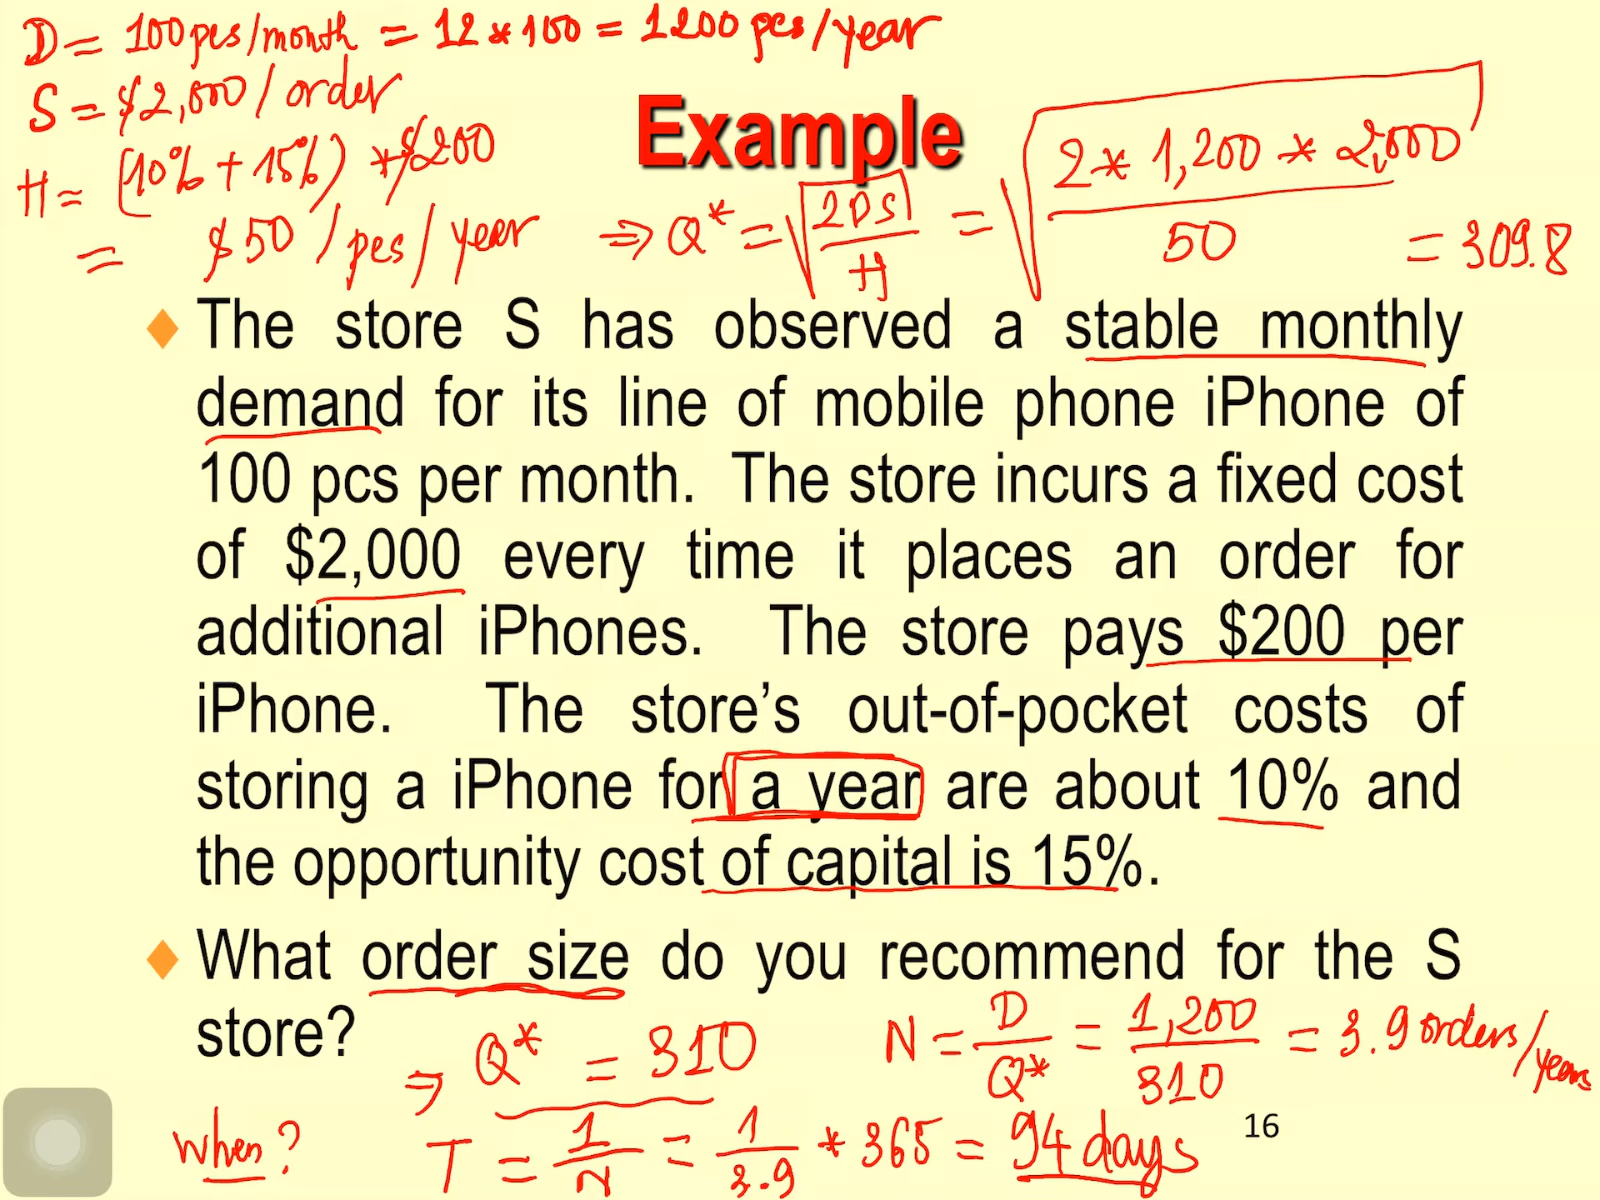 D = 100 pcs/month = 12 * 100 = 1200 pcs/year
S = $2,000 / order
Example
H = (10% + 15%) * $200
= $50 / pcs / year ⇒ Q* = √(2DS / H) = √(2 * 1,200 * 2,000 / 50) = 309.8
The store S has observed a stable monthly
demand for its line of mobile phone iPhone of
100 pcs per month. The store incurs a fixed cost
of $2,000 every time it places an order for
additional iPhones. The store pays $200 per
iPhone. The store’s out-of-pocket costs of
storing a iPhone for a year are about 10% and
the opportunity cost of capital is 15%.
What order size do you recommend for the S
store?
⇒ Q* = 310
N = D / Q* = 1,200 / 310 = 3.9 orders/years
When?
T = 1 / N = 1 / 3.9 * 365 = 94 days
16